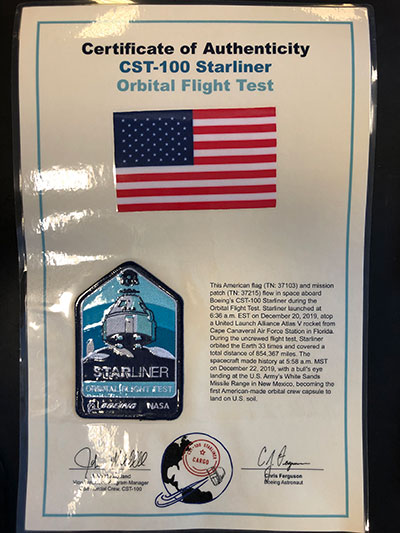 Certificate of Authenticity
CST-100 Starliner
Orbital Flight Test
This American flag (TN: 37103) and mission
patch (TN: 37215) flew in space aboard
Boeing's CST-100 Starliner during the
Orbital Flight Test. Starliner launched at
6:36 a.m. EST on December 20, 2019, atop
a United Launch Alliance Atlas V rocket from
Cape Canaveral Air Force Station in Florida.
During the uncrewed flight test, Starliner
orbited the Earth 33 times and covered a
total distance of 854,367 miles. The
spacecraft made history at 5:58 a.m. MST
on December 22, 2019, with a bull's eye
landing at the U.S. Army's White Sands
Missile Range in New Mexico, becoming the
first American-made orbital crew capsule to
land on U.S. soil.
STARLINER
ORBITAL FLIGHT TEST
BOEING NASA
STARLINER
CARGO
Program Manager
Crew, CST-100
Chris Ferguson
Boeing Astronaut